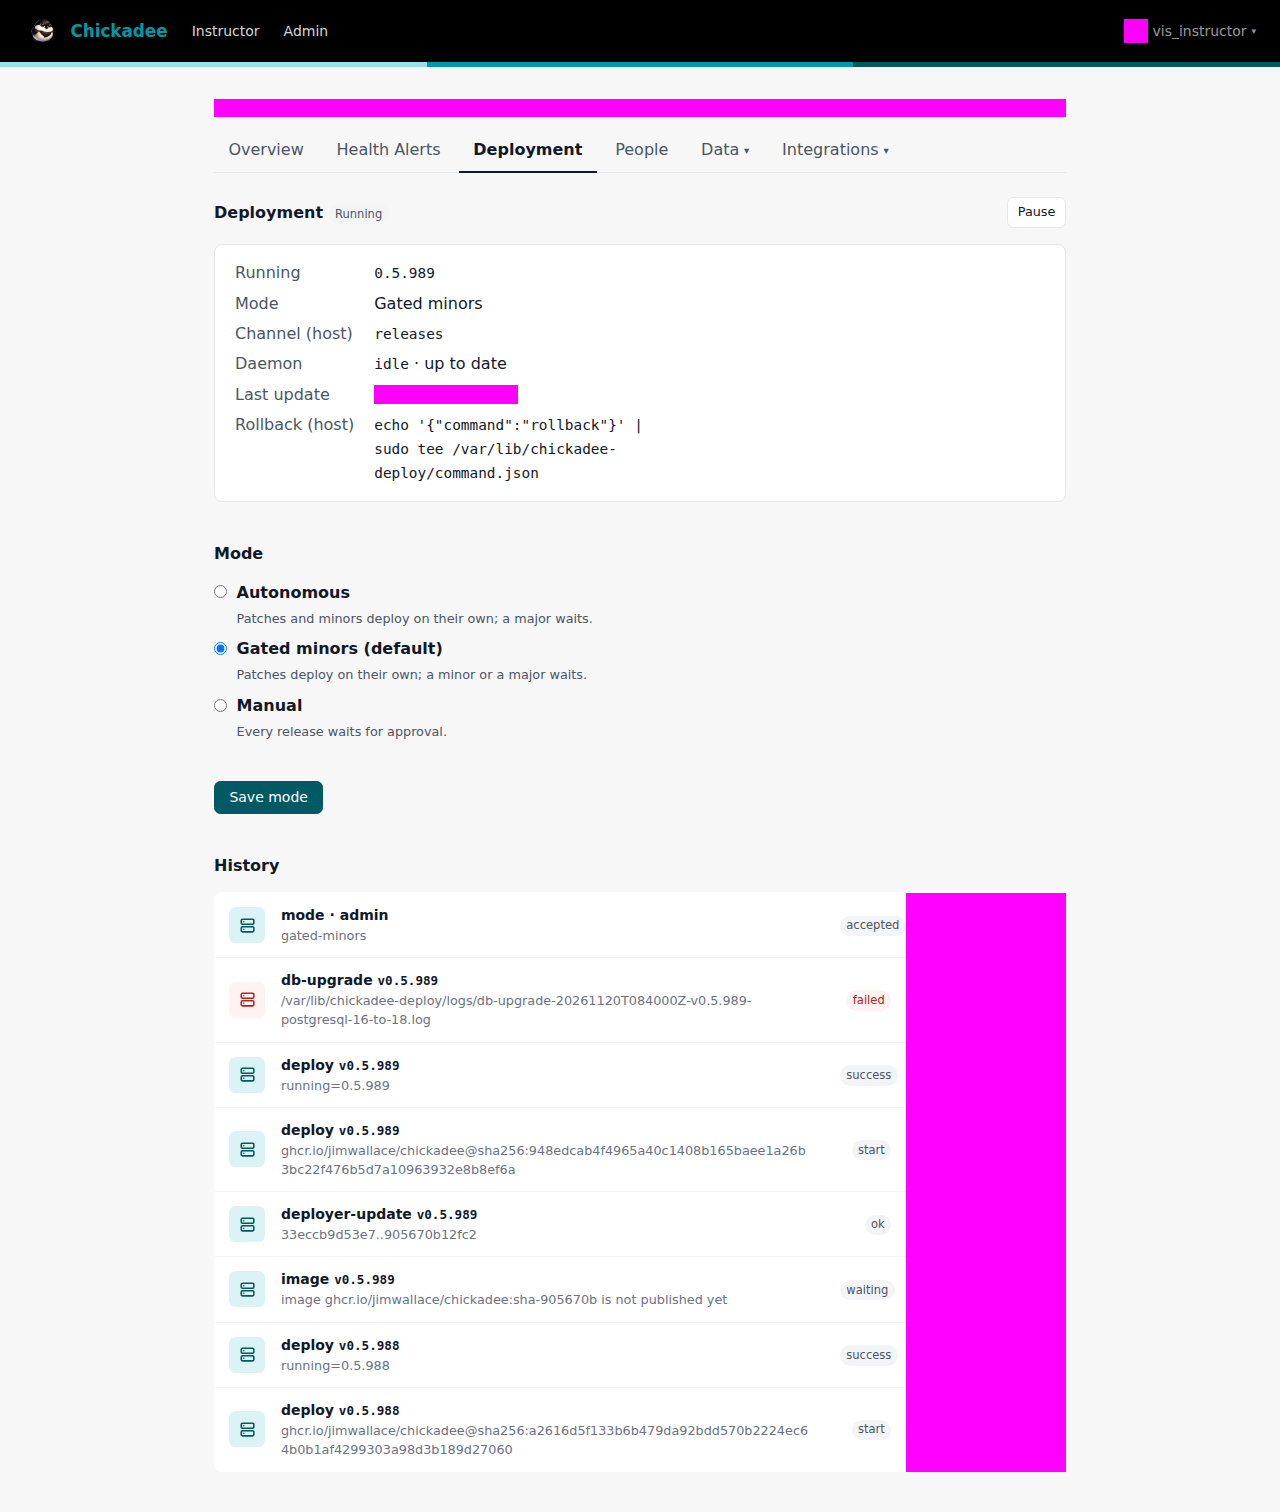 Chickadee Instructor Admin vis_instructor ▾
Overview Health Alerts Deployment People Data ▾ Integrations ▾
Deployment Running Pause
Running 0.5.989
Mode Gated minors
Channel (host) releases
Daemon idle · up to date
Last update
Rollback (host) echo '{"command":"rollback"}' |
sudo tee /var/lib/chickadee-
deploy/command.json
Mode
Autonomous
Patches and minors deploy on their own; a major waits.
Gated minors (default)
Patches deploy on their own; a minor or a major waits.
Manual
Every release waits for approval.
Save mode
History
mode · admin
gated-minors
accepted
db-upgrade v0.5.989
/var/lib/chickadee-deploy/logs/db-upgrade-20261120T084000Z-v0.5.989-
postgresql-16-to-18.log
failed
deploy v0.5.989
running=0.5.989
success
deploy v0.5.989
ghcr.io/jimwallace/chickadee@sha256:948edcab4f4965a40c1408b165baee1a26b
3bc22f476b5d7a10963932e8b8ef6a
start
deployer-update v0.5.989
33eccb9d53e7..905670b12fc2
ok
image v0.5.989
image ghcr.io/jimwallace/chickadee:sha-905670b is not published yet
waiting
deploy v0.5.988
running=0.5.988
success
deploy v0.5.988
ghcr.io/jimwallace/chickadee@sha256:a2616d5f133b6b479da92bdd570b2224ec6
4b0b1af4299303a98d3b189d27060
start